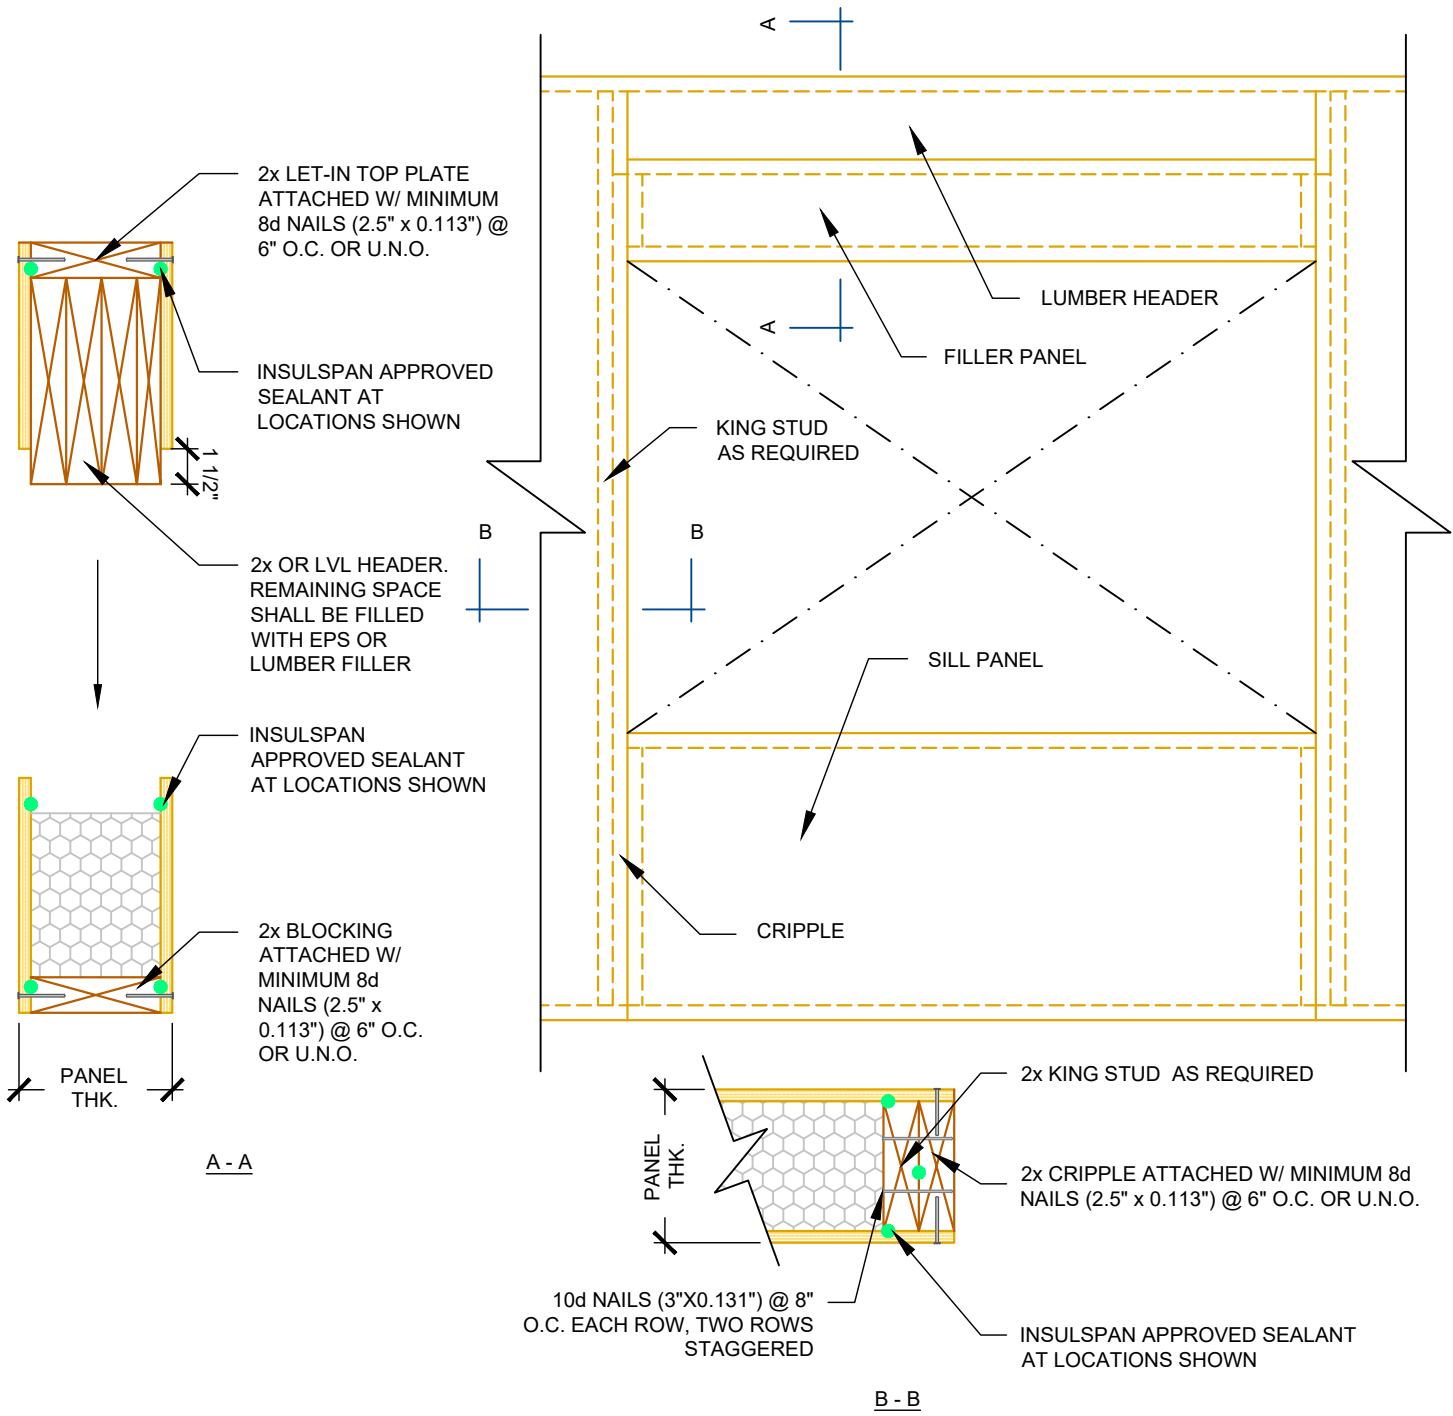 A
2x LET-IN TOP PLATE
ATTACHED W/ MINIMUM
8d NAILS (2.5" x 0.113") @
6" O.C. OR U.N.O.
LUMBER HEADER
A
FILLER PANEL
INSULSPAN APPROVED
SEALANT AT
LOCATIONS SHOWN
KING STUD
AS REQUIRED
1 1/2"
B
B
2x OR LVL HEADER.
REMAINING SPACE
SHALL BE FILLED
WITH EPS OR
LUMBER FILLER
SILL PANEL
INSULSPAN
APPROVED SEALANT
AT LOCATIONS SHOWN
CRIPPLE
2x BLOCKING
ATTACHED W/
MINIMUM 8d
NAILS (2.5" x
0.113") @ 6" O.C.
OR U.N.O.
PANEL
THK.
A - A
2x KING STUD AS REQUIRED
PANEL
THK.
2x CRIPPLE ATTACHED W/ MINIMUM 8d
NAILS (2.5" x 0.113") @ 6" O.C. OR U.N.O.
10d NAILS (3"X0.131") @ 8"
O.C. EACH ROW, TWO ROWS
STAGGERED
INSULSPAN APPROVED SEALANT
AT LOCATIONS SHOWN
B - B